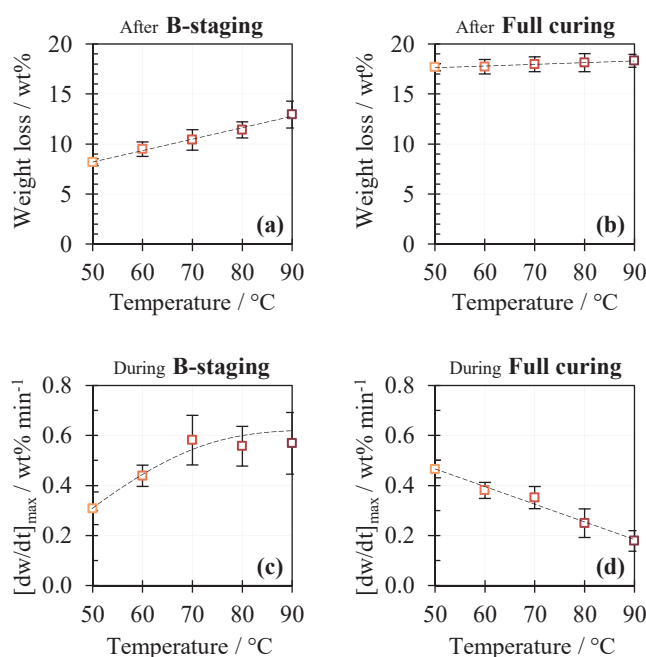 After B-staging
Weight loss / wt%
20
15
10
5
0
(a)
50 60 70 80 90
Temperature / °C
After Full curing
Weight loss / wt%
20
15
10
5
0
(b)
50 60 70 80 90
Temperature / °C
During B-staging
[dw/dt]max / wt% min-1
0.8
0.6
0.4
0.2
0.0
(c)
50 60 70 80 90
Temperature / °C
During Full curing
[dw/dt]max / wt% min-1
0.8
0.6
0.4
0.2
0.0
(d)
50 60 70 80 90
Temperature / °C